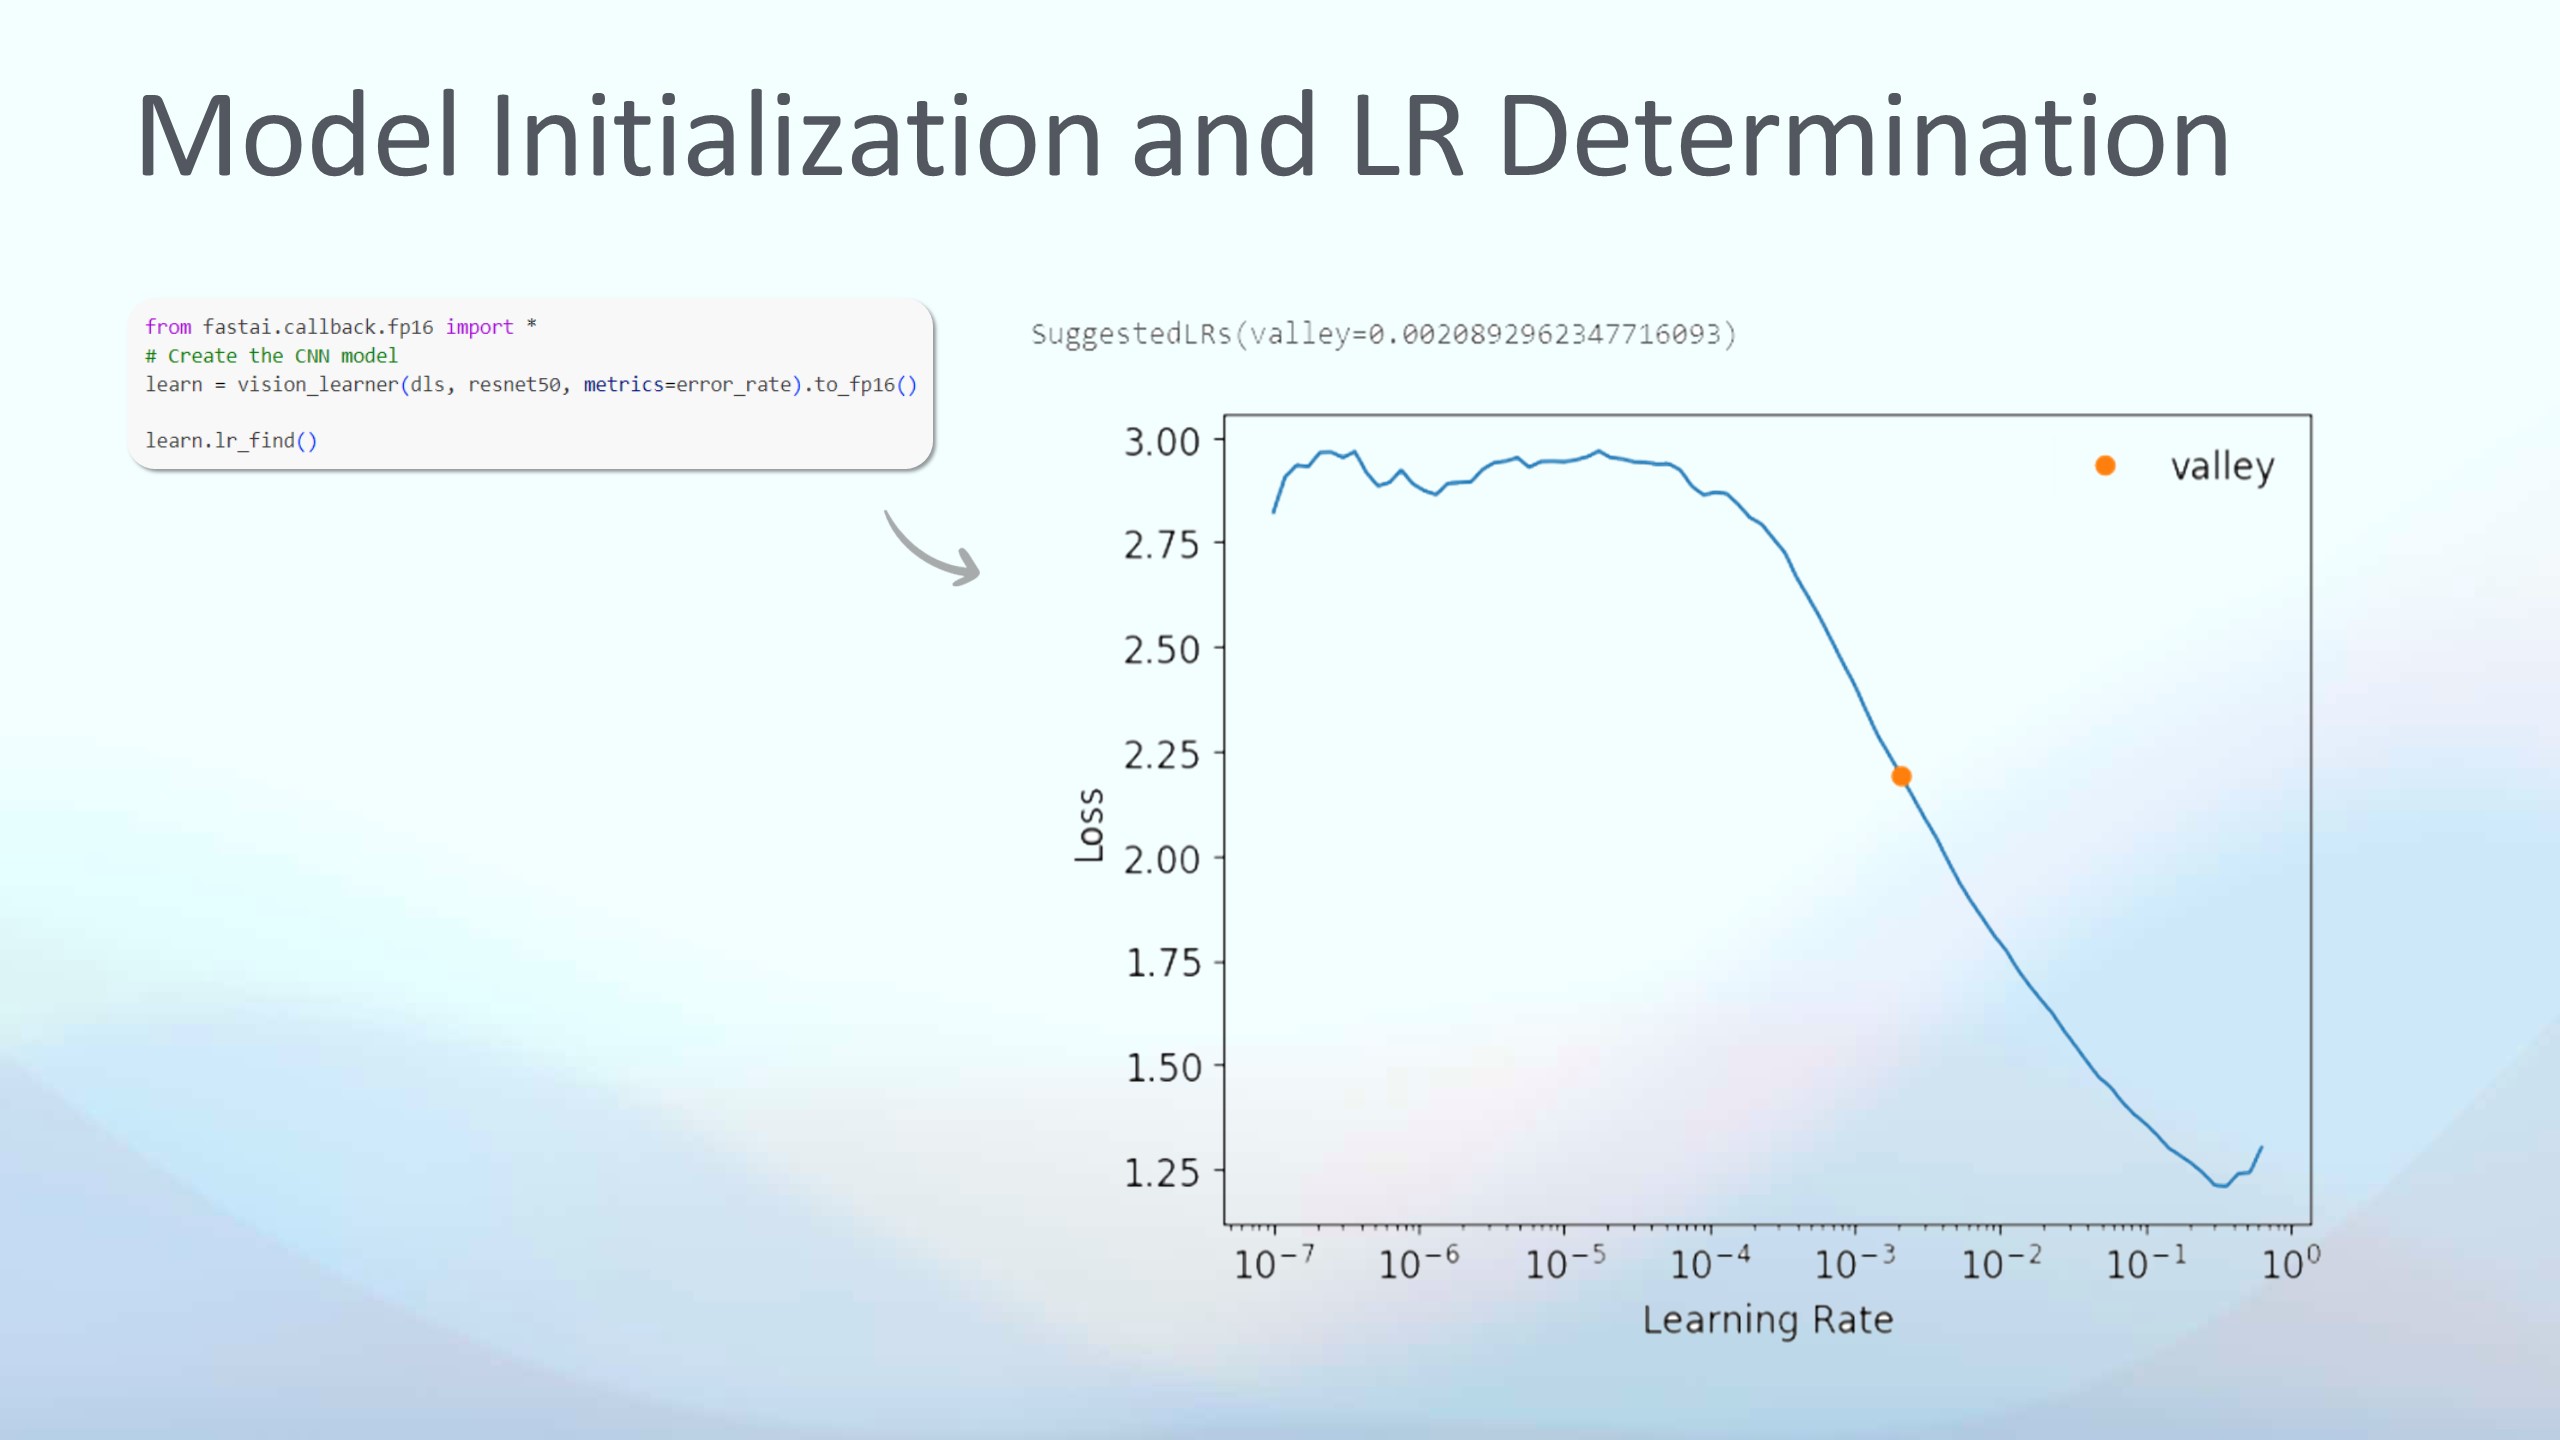 Model Initialization and LR Determination
from fastai.callback.fp16 import *
# Create the CNN model
learn = vision_learner(dls, resnet50, metrics=error_rate).to_fp16()
learn.lr_find()
SuggestedLRs(valley=0.0020892962347716093)
valley
3.00
2.75
2.50
2.25
2.00
1.75
1.50
1.25
Loss
10⁻⁷ 10⁻⁶ 10⁻⁵ 10⁻⁴ 10⁻³ 10⁻² 10⁻¹ 10⁰
Learning Rate